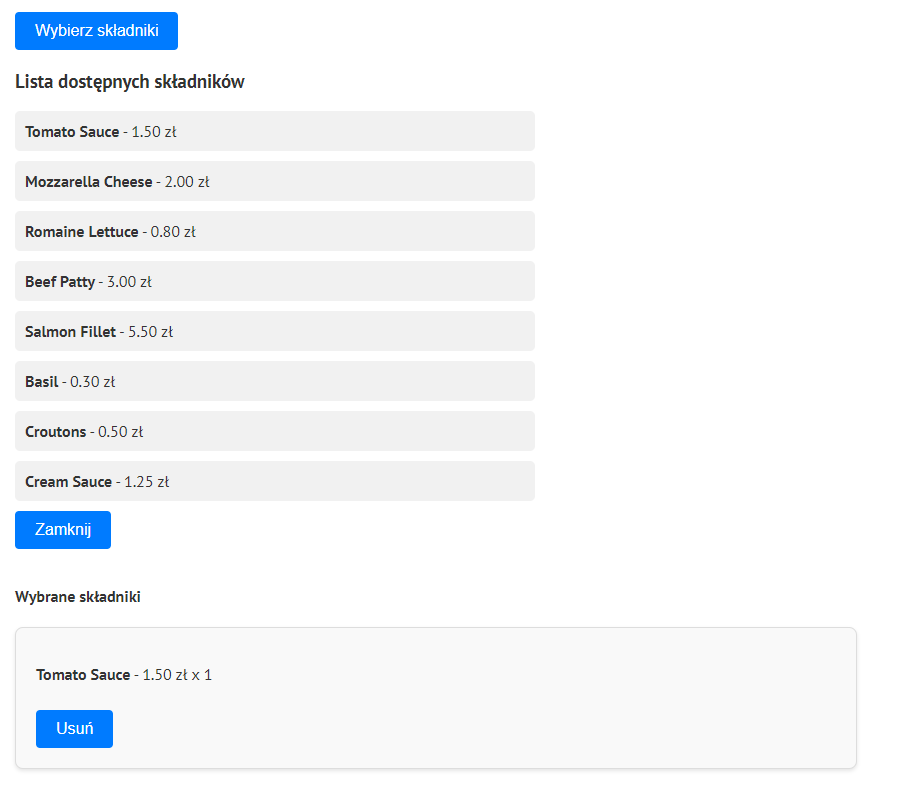 Wybierz składniki
Lista dostępnych składników
Tomato Sauce - 1.50 zł
Mozzarella Cheese - 2.00 zł
Romaine Lettuce - 0.80 zł
Beef Patty - 3.00 zł
Salmon Fillet - 5.50 zł
Basil - 0.30 zł
Croutons - 0.50 zł
Cream Sauce - 1.25 zł
Zamknij
Wybrane składniki
Tomato Sauce - 1.50 zł x 1
Usuń